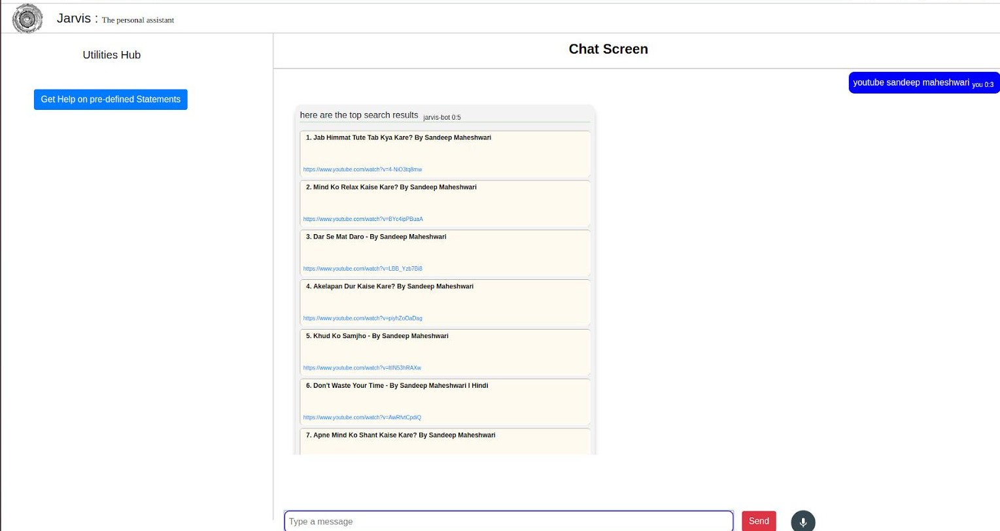 Jarvis : The personal assistant
Utilities Hub
Get Help on pre-defined Statements
Chat Screen
youtube sandeep maheshwari you 0:3
here are the top search results jarvis-bot 0:5
1. Jab Himmat Tute Tab Kya Kare? By Sandeep Maheshwari
https://www.youtube.com/watch?v=4-NiO3tq8mw
2. Mind Ko Relax Kaise Kare? By Sandeep Maheshwari
https://www.youtube.com/watch?v=BYc4ipPBuaA
3. Dar Se Mat Daro - By Sandeep Maheshwari
https://www.youtube.com/watch?v=LBB_Yzb7Bi8
4. Akelapan Dur Kaise Kare? By Sandeep Maheshwari
https://www.youtube.com/watch?v=piyhZoOaDag
5. Khud Ko Samjho - By Sandeep Maheshwari
6. Don't Waste Your Time - By Sandeep Maheshwari I Hindi
https://www.youtube.com/watch?v=AwRfvtCpdiQ
7. Apne Mind Ko Shant Kaise Kare? By Sandeep Maheshwari
Type a message
Send